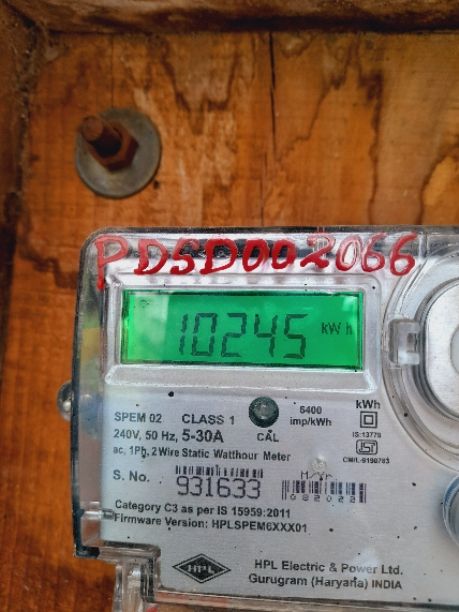 PDSD002066
10245 kWh
SPEM 02 CLASS 1 6400 imp/kWh kWh
240V, 50 Hz, 5-30A CAL IS:13779
ac, 1Ph, 2 Wire Static Watthour Meter
S. No. 931633 M/Yr
Category C3 as per IS 15959:2011
Firmware Version: HPLSPEM6XXX01
HPL
HPL Electric & Power Ltd.
Gurugram (Haryana) INDIA